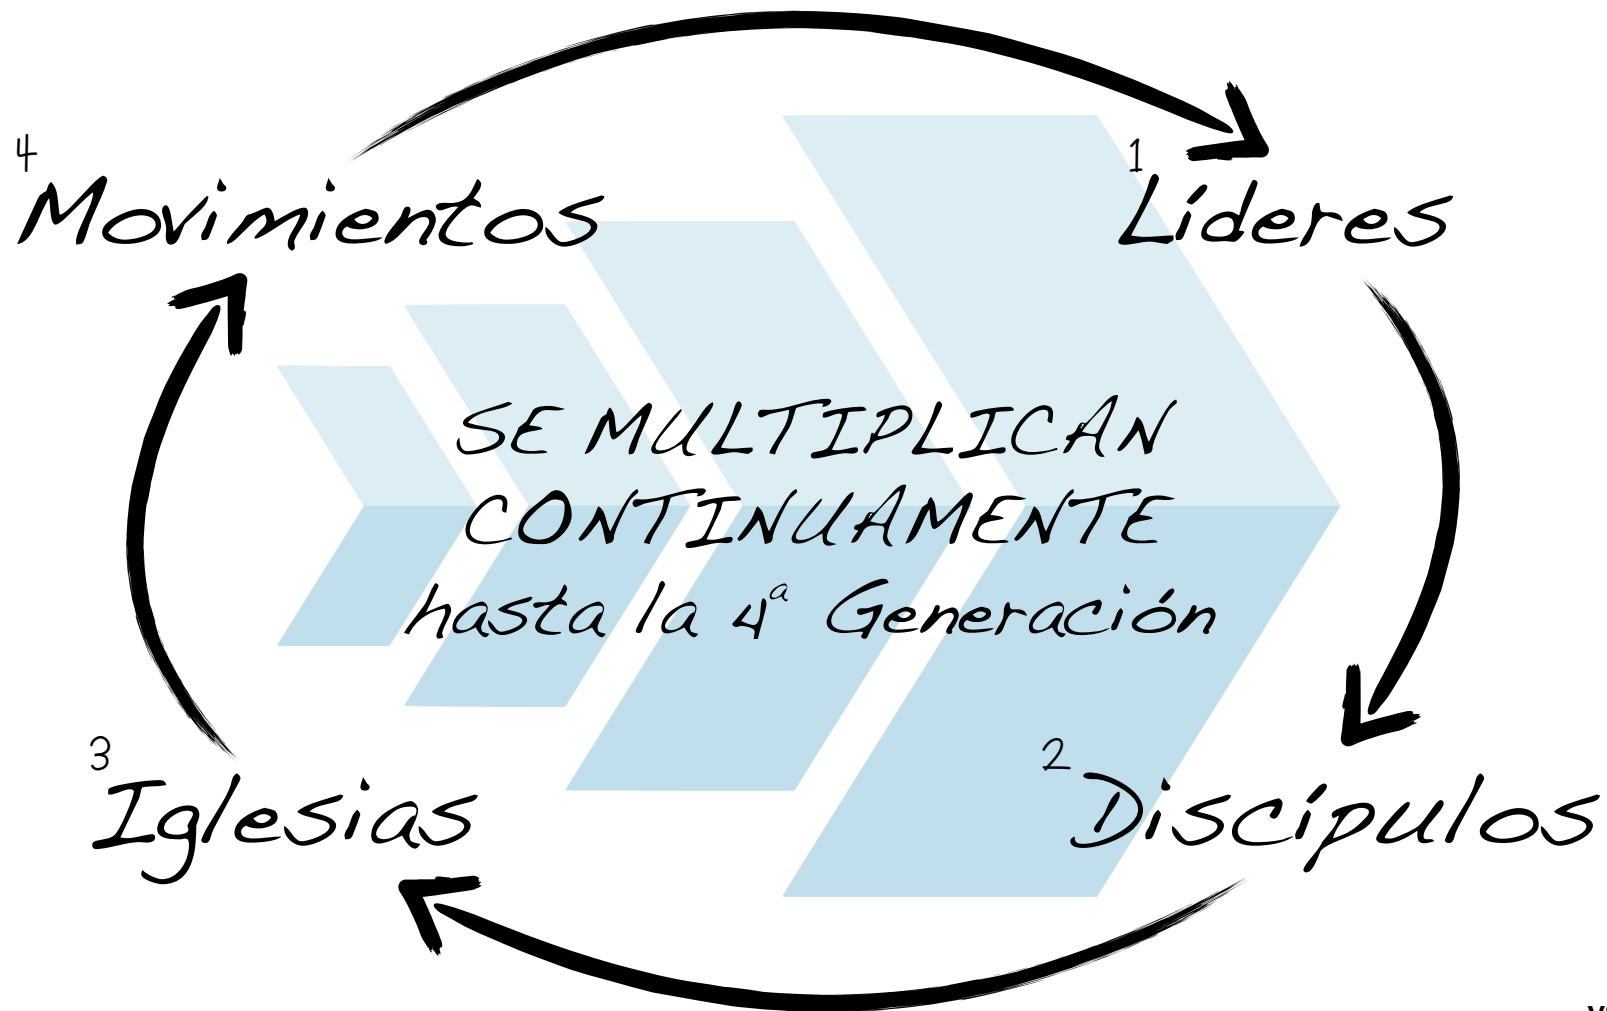 4
Movimientos
1
Líderes
SE MULTIPLICAN
CONTINUAMENTE
hasta la 4ª Generación
3
Iglesias
2
Discípulos